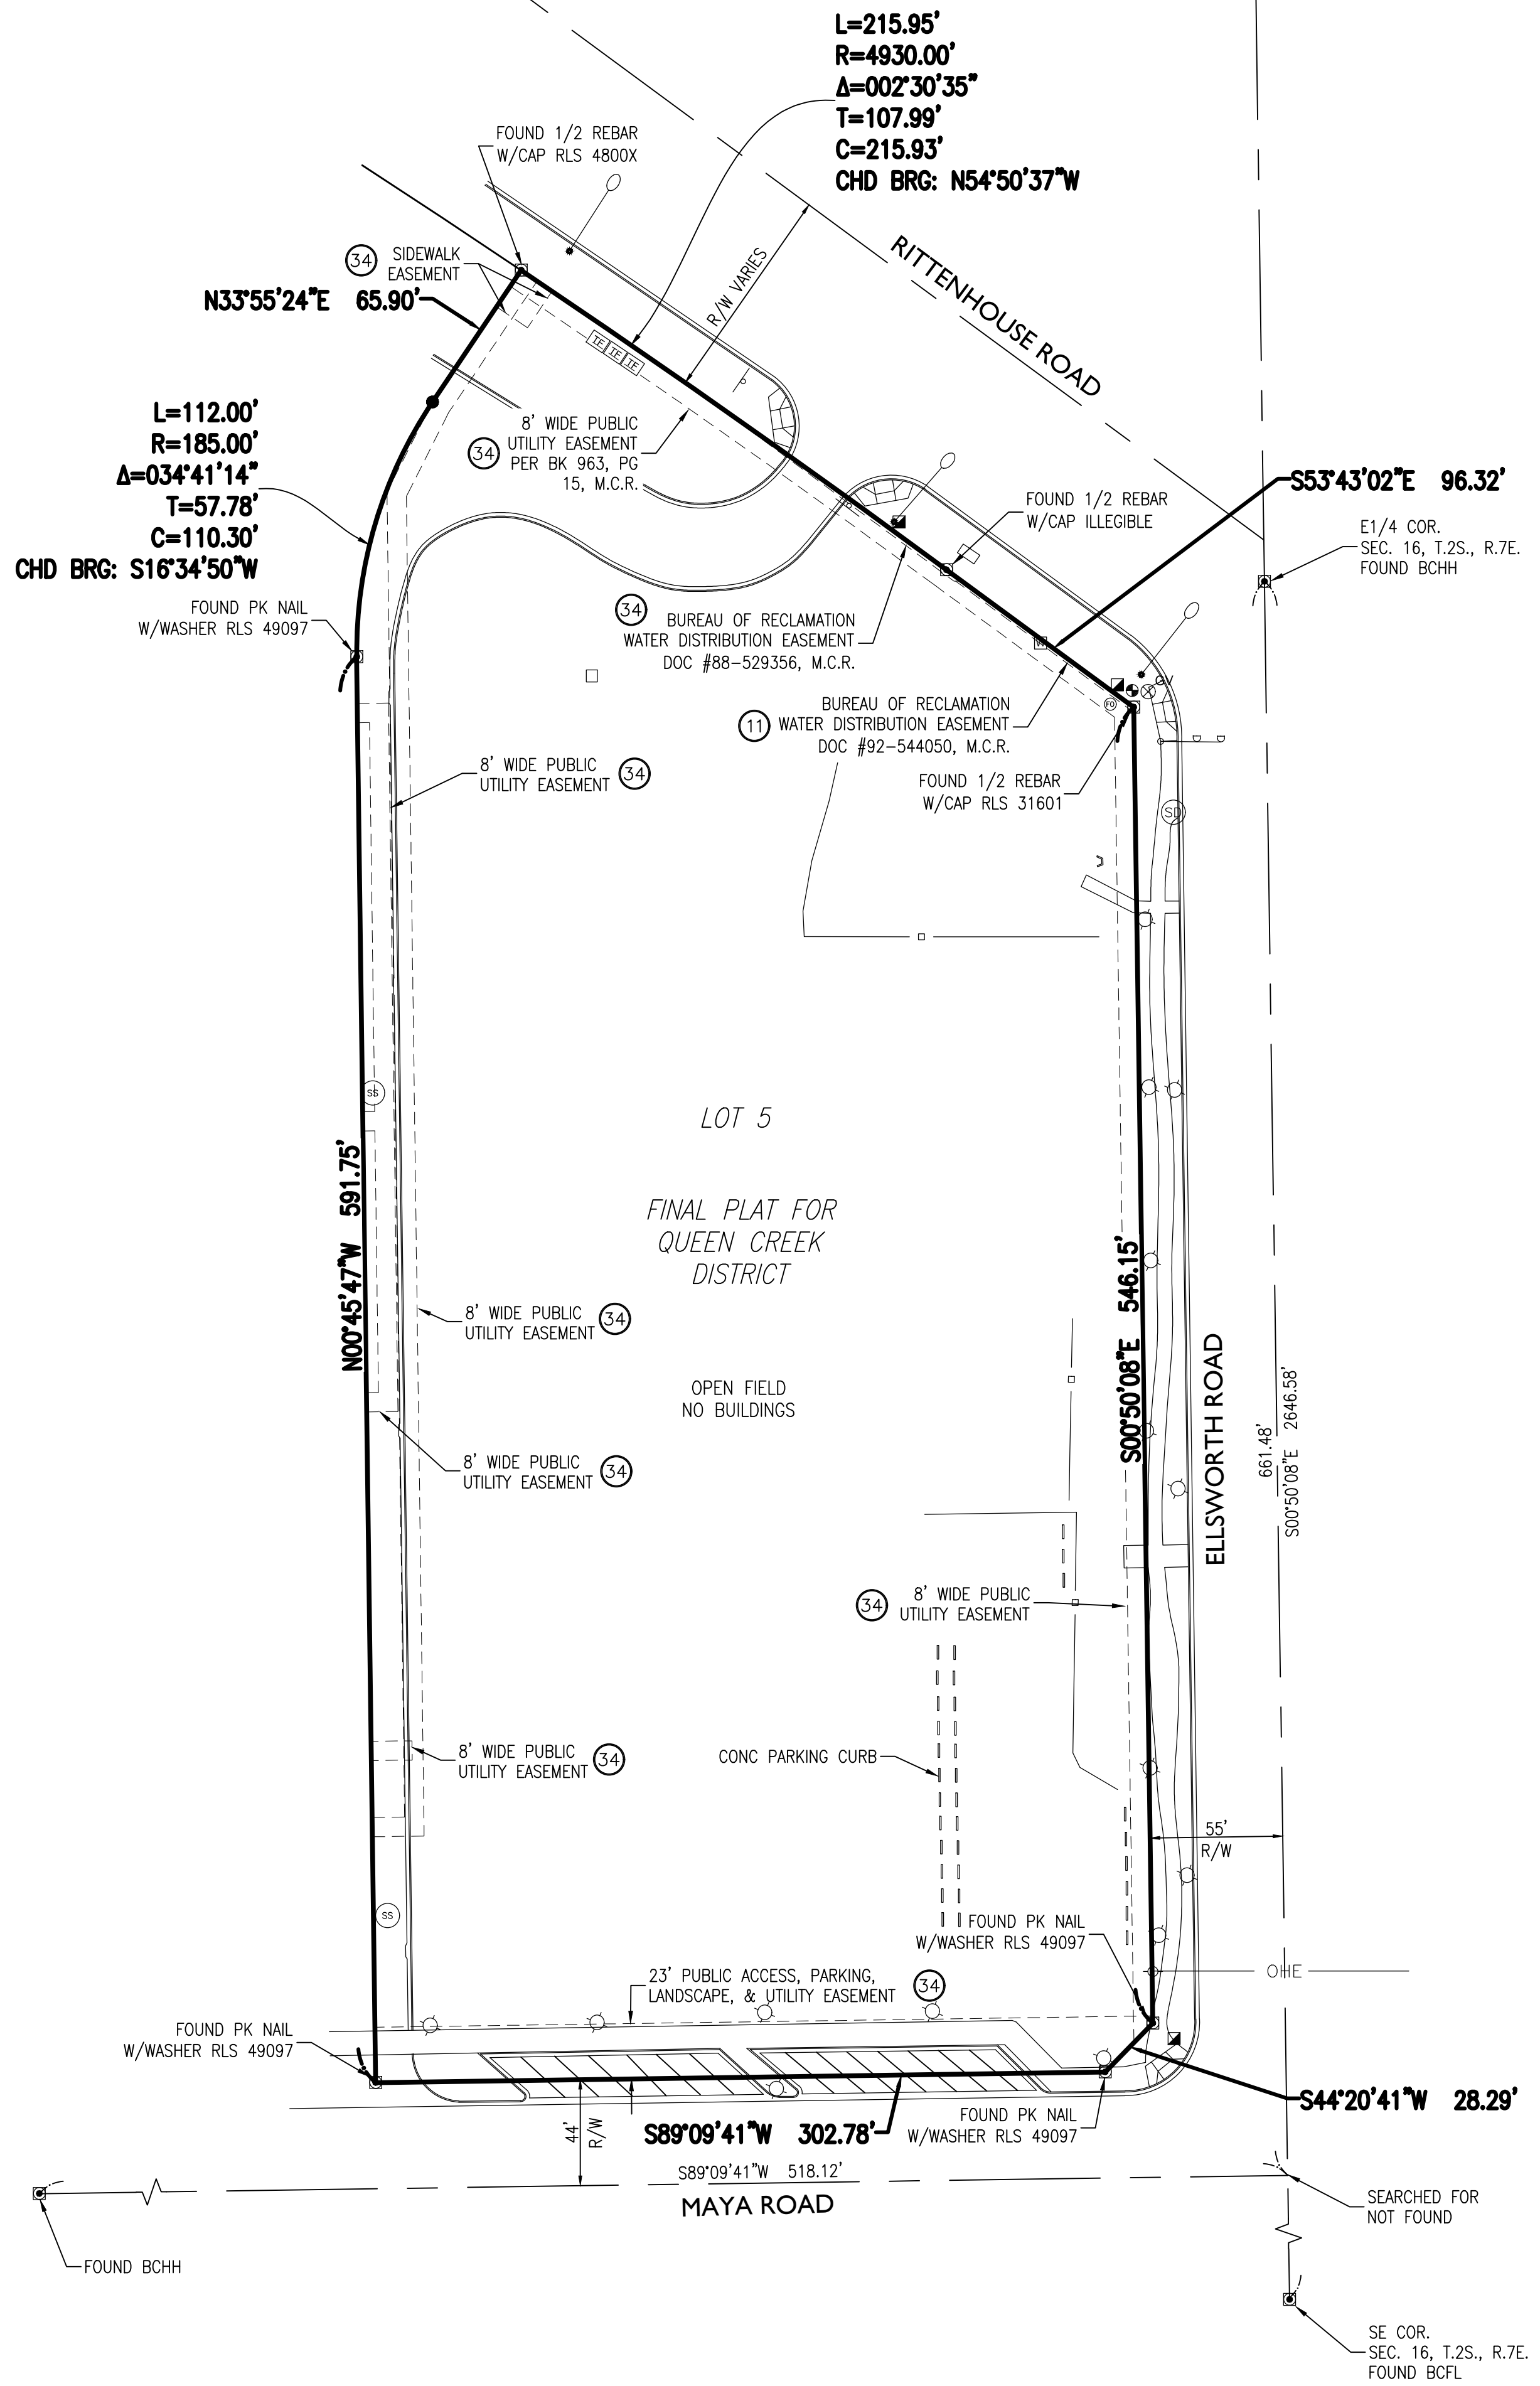 L=215.95'
R=4930.00'
Δ=002°30'35"
T=107.99'
C=215.93'
CHD BRG: N54°50'37"W
FOUND 1/2 REBAR
W/CAP RLS 4800X
34
SIDEWALK
EASEMENT
N33°55'24"E 65.90'
R/W VARIES
RITTENHOUSE ROAD
TE TE TE
L=112.00'
R=185.00'
Δ=034°41'14"
T=57.78'
C=110.30'
CHD BRG: S16°34'50"W
34
8' WIDE PUBLIC
UTILITY EASEMENT
PER BK 963, PG
15, M.C.R.
S53°43'02"E 96.32'
FOUND 1/2 REBAR
W/CAP ILLEGIBLE
E1/4 COR.
SEC. 16, T.2S., R.7E.
FOUND BCHH
FOUND PK NAIL
W/WASHER RLS 49097
34
BUREAU OF RECLAMATION
WATER DISTRIBUTION EASEMENT
DOC #88-529356, M.C.R.
GV
FO
11
BUREAU OF RECLAMATION
WATER DISTRIBUTION EASEMENT
DOC #92-544050, M.C.R.
8' WIDE PUBLIC
UTILITY EASEMENT
34
FOUND 1/2 REBAR
W/CAP RLS 31601
SD
SS
LOT 5
FINAL PLAT FOR
QUEEN CREEK
DISTRICT
N00°45'47"W 591.75'
S00°50'08"E 546.15'
ELLSWORTH ROAD
661.48'
S00°50'08"E 2646.58'
8' WIDE PUBLIC
UTILITY EASEMENT
34
OPEN FIELD
NO BUILDINGS
8' WIDE PUBLIC
UTILITY EASEMENT
34
34
8' WIDE PUBLIC
UTILITY EASEMENT
8' WIDE PUBLIC
UTILITY EASEMENT
34
CONC PARKING CURB
55'
R/W
SS
FOUND PK NAIL
W/WASHER RLS 49097
OHE
23' PUBLIC ACCESS, PARKING,
LANDSCAPE, & UTILITY EASEMENT
34
FOUND PK NAIL
W/WASHER RLS 49097
44'
R/W
S89°09'41"W 302.78'
FOUND PK NAIL
W/WASHER RLS 49097
S44°20'41"W 28.29'
S89°09'41"W 518.12'
MAYA ROAD
SEARCHED FOR
NOT FOUND
FOUND BCHH
SE COR.
SEC. 16, T.2S., R.7E.
FOUND BCFL